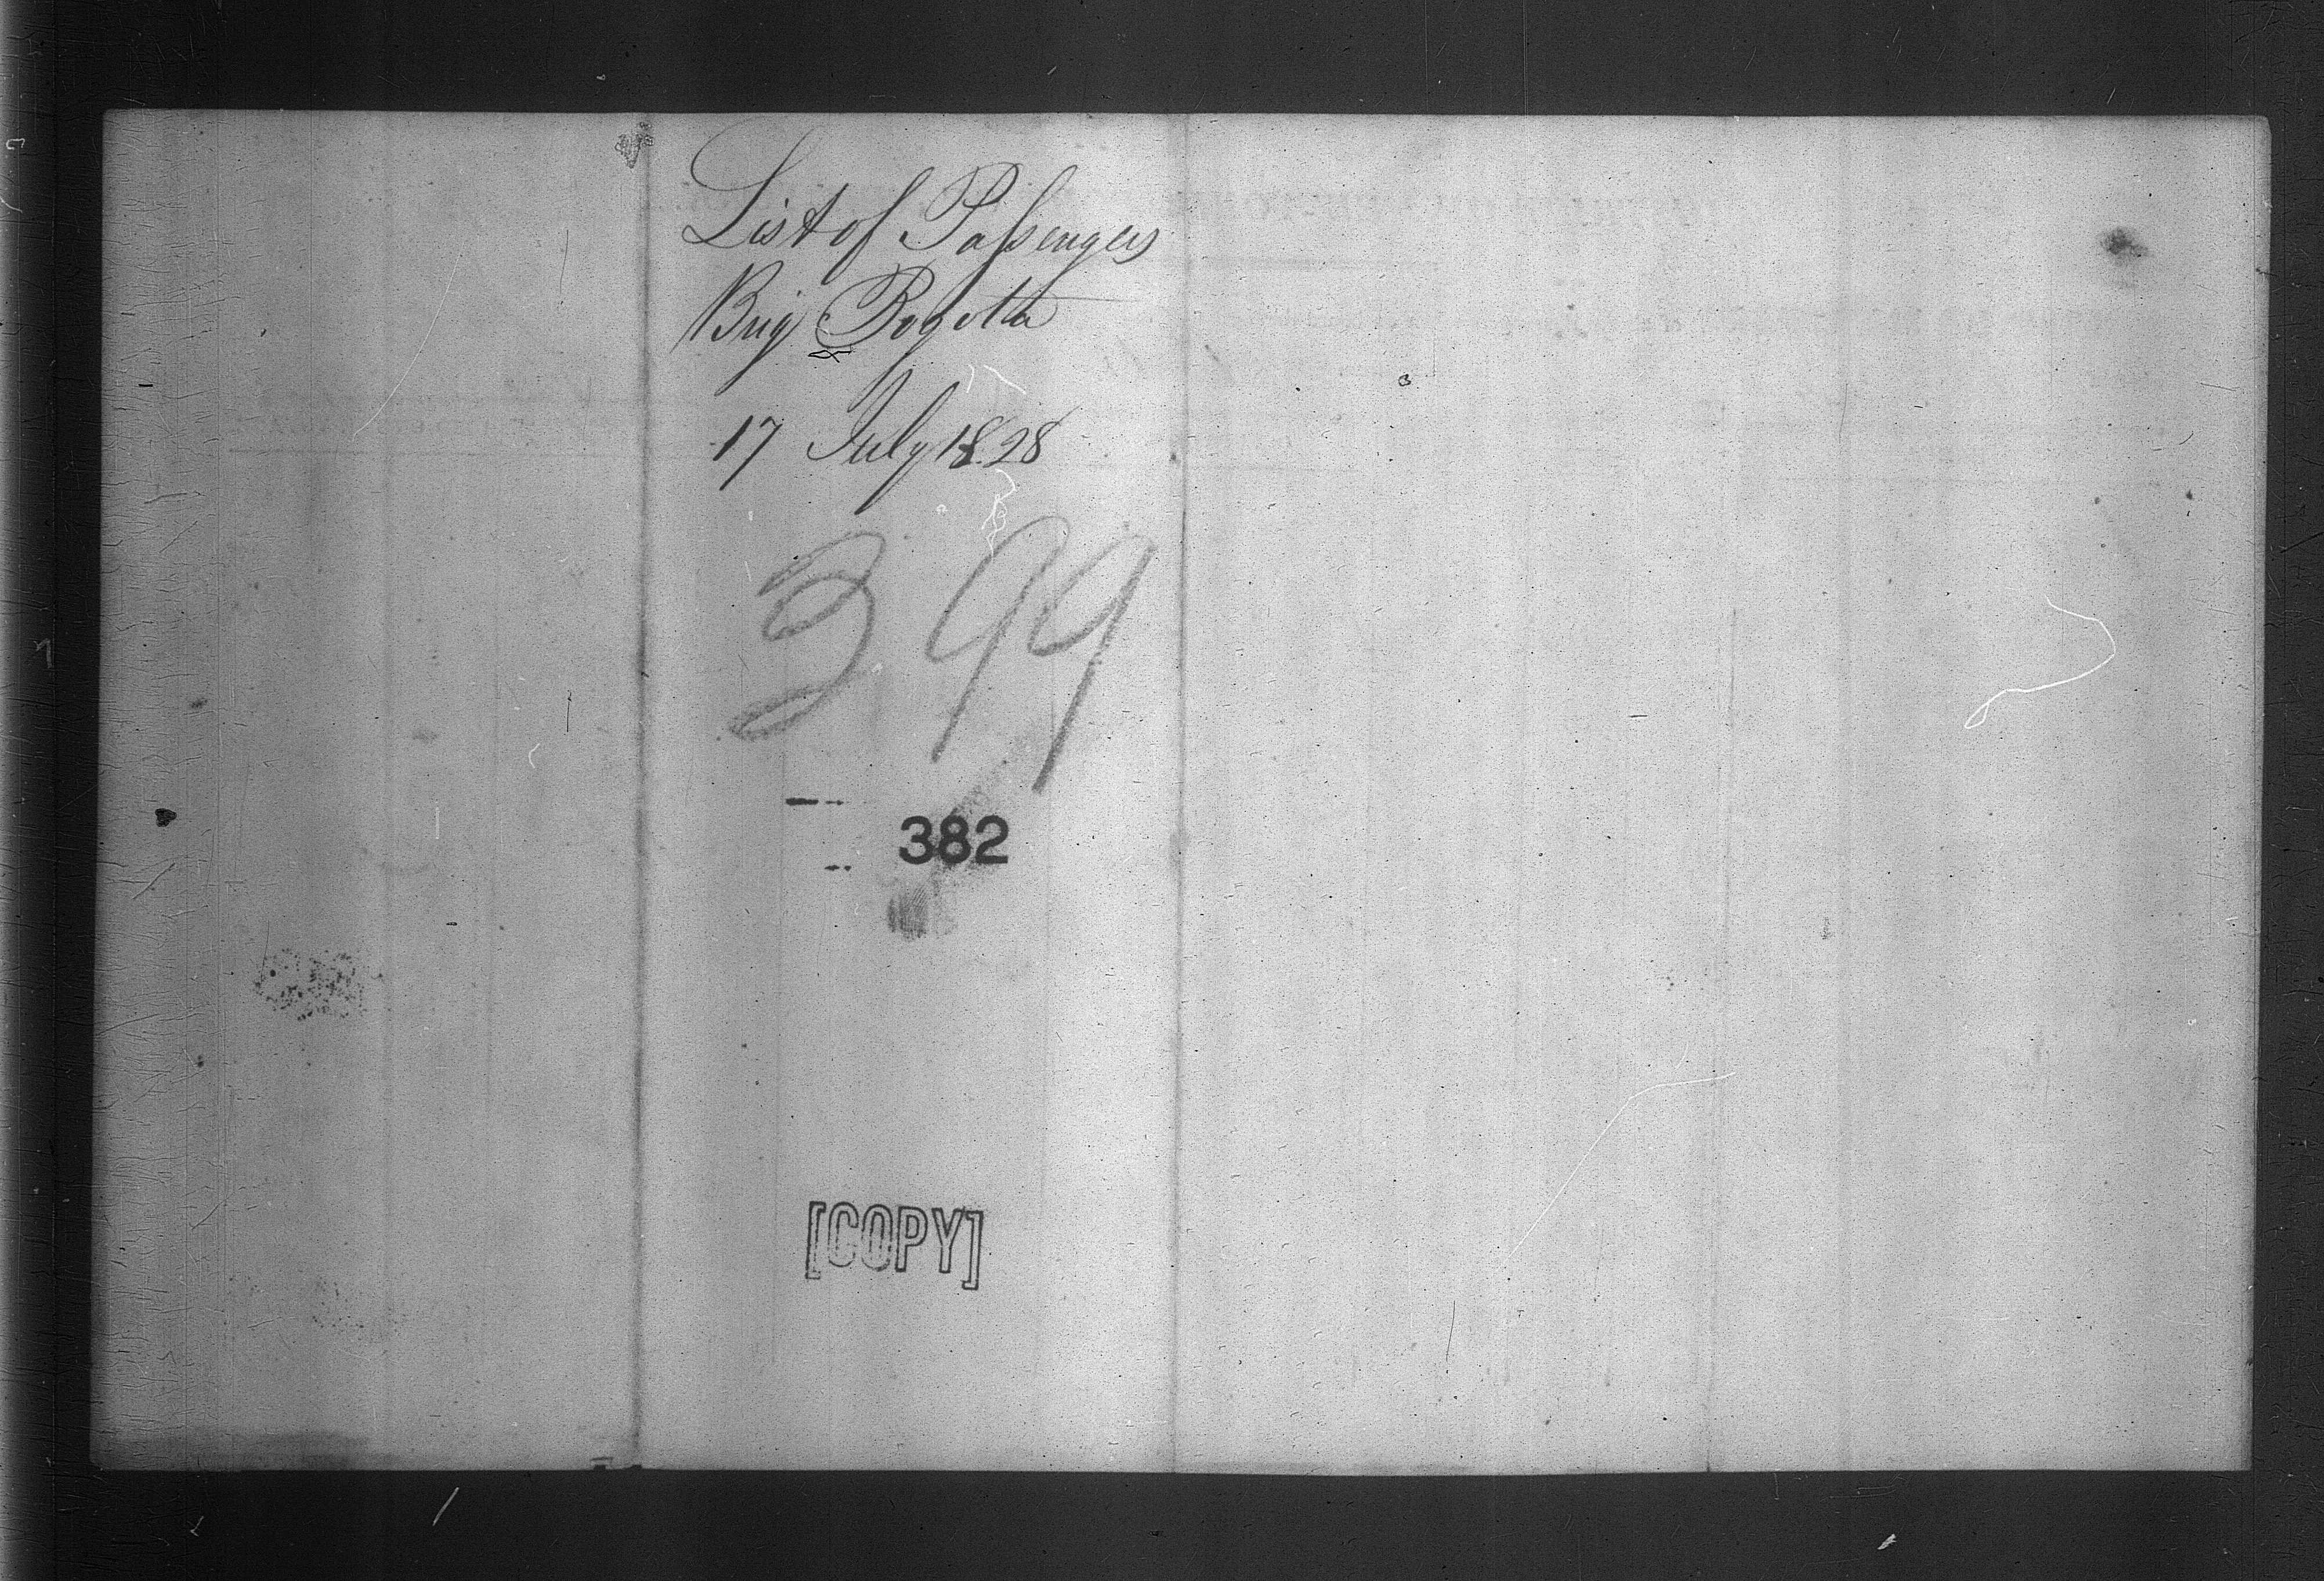 List of Passengers
Brig Bogotta
17 July 1828
399
382
[COPY]